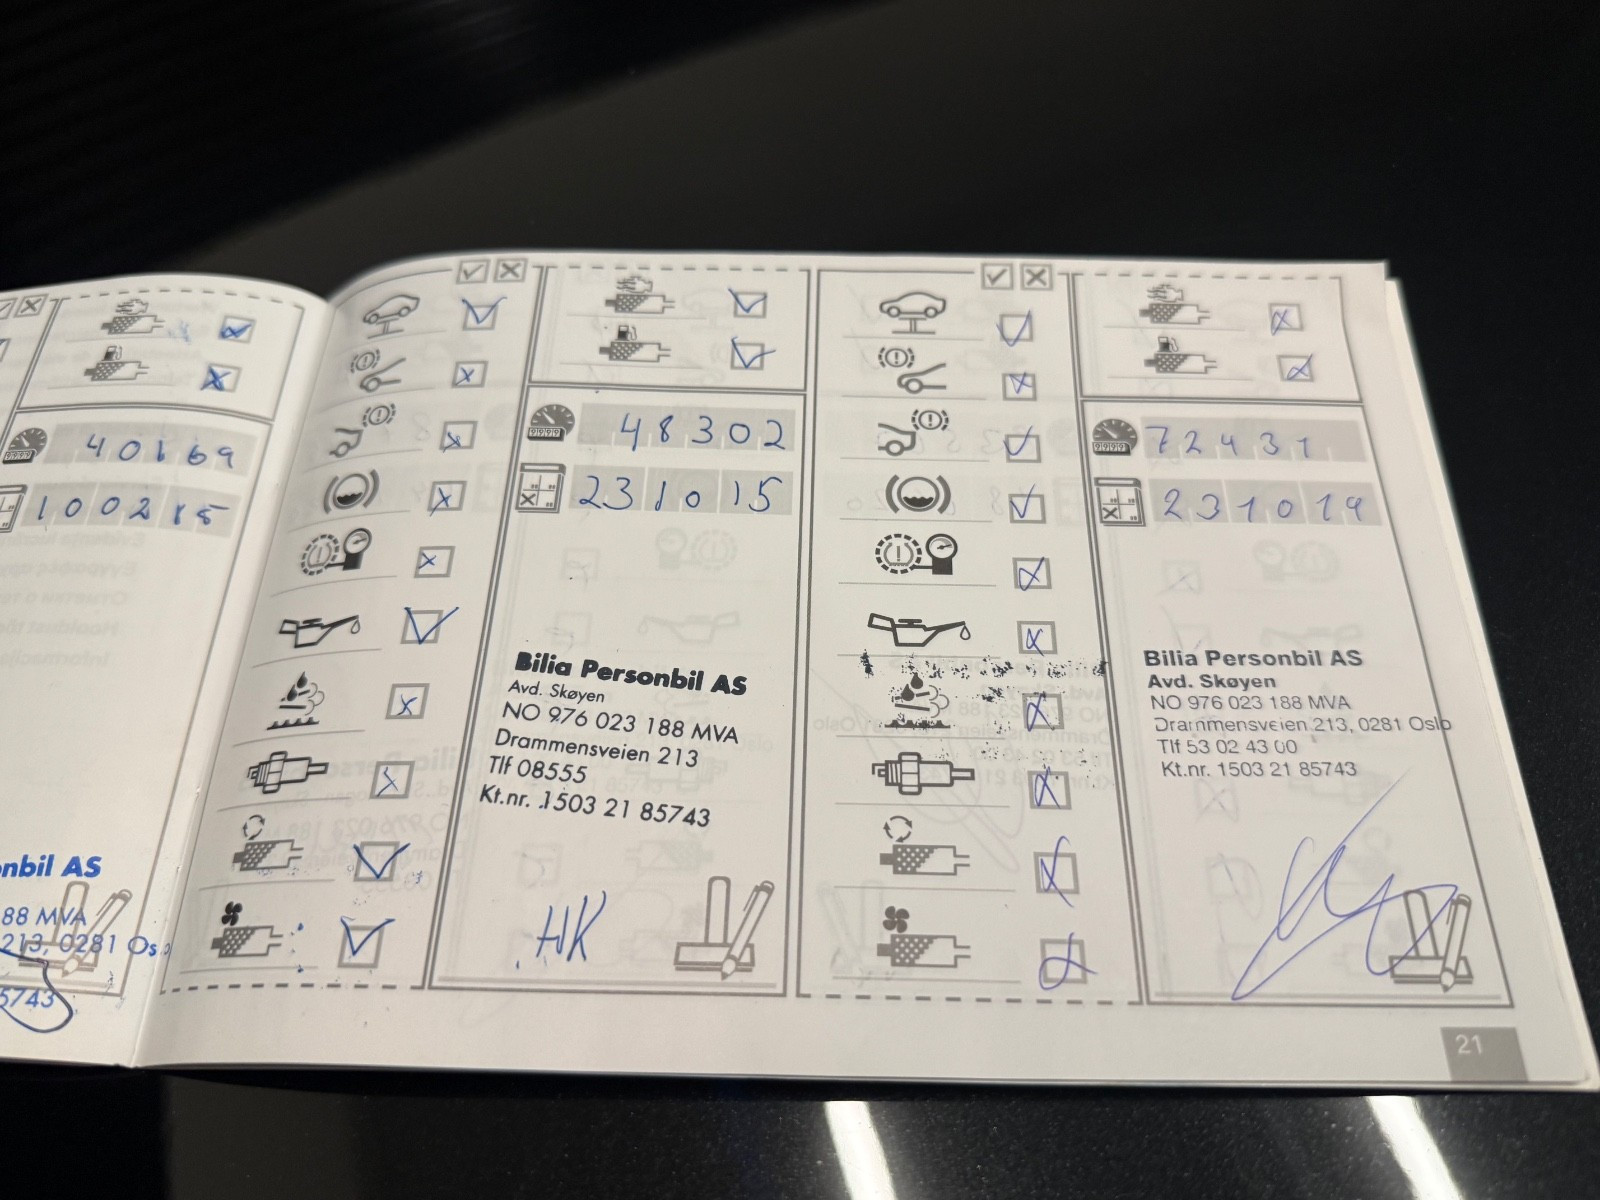 40169
100215
onbil AS
88 MVA
213, 0281 Os
5743
48302
231015
Bilia Personbil AS
Avd. Skøyen
NO 976 023 188 MVA
Drammensveien 213
Tlf 08555
Kt.nr. 1503 21 85743
HK
72431
231019
Bilia Personbil AS
Avd. Skøyen
NO 976 023 188 MVA
Drammensveien 213, 0281 Oslo
Tlf 53 02 43 00
Kt.nr. 1503 21 85743
21